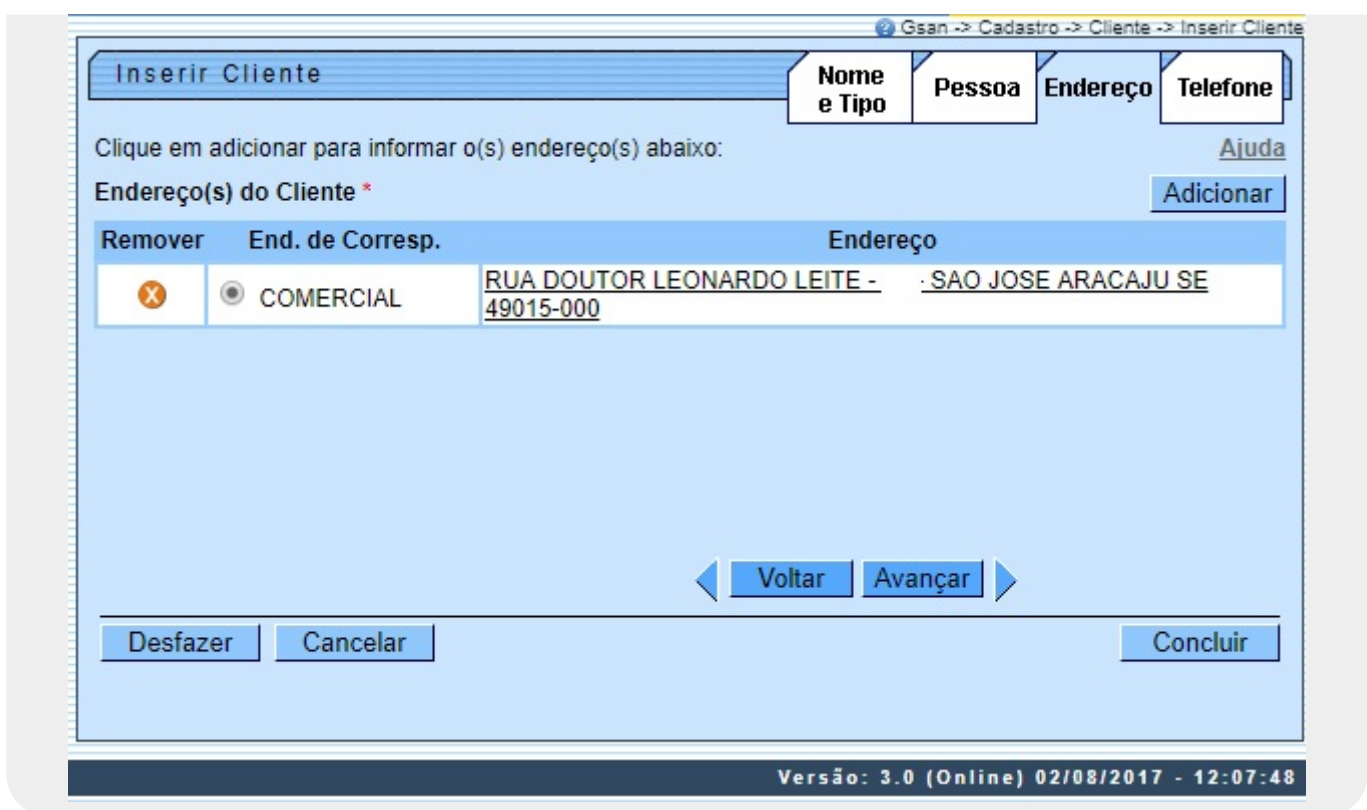 Gsan -> Cadastro -> Cliente -> Inserir Cliente
Inserir Cliente
Nome e Tipo
Pessoa
Endereço
Telefone
Clique em adicionar para informar o(s) endereço(s) abaixo:
Ajuda
Endereço(s) do Cliente *
Adicionar
Remover End. de Corresp. Endereço
COMERCIAL RUA DOUTOR LEONARDO LEITE - - SAO JOSE ARACAJU SE
49015-000
Voltar Avançar
Desfazer Cancelar Concluir
Versão: 3.0 (Online) 02/08/2017 - 12:07:48